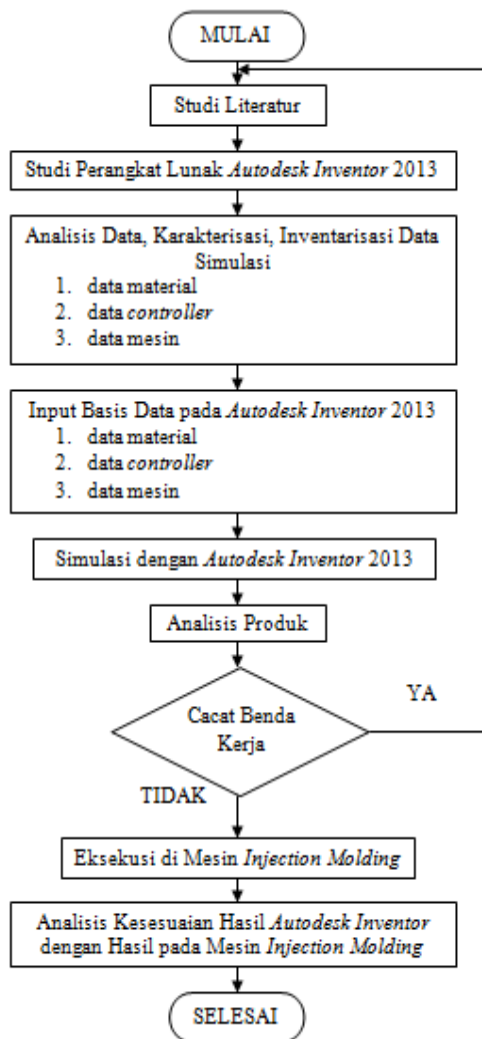 MULAI
Studi Literatur
Studi Perangkat Lunak Autodesk Inventor 2013
Analisis Data, Karakterisasi, Inventarisasi Data
Simulasi
1. data material
2. data controller
3. data mesin
Input Basis Data pada Autodesk Inventor 2013
1. data material
2. data controller
3. data mesin
Simulasi dengan Autodesk Inventor 2013
Analisis Produk
Cacat Benda
Kerja
YA
TIDAK
Eksekusi di Mesin Injection Molding
Analisis Kesesuaian Hasil Autodesk Inventor
dengan Hasil pada Mesin Injection Molding
SELESAI